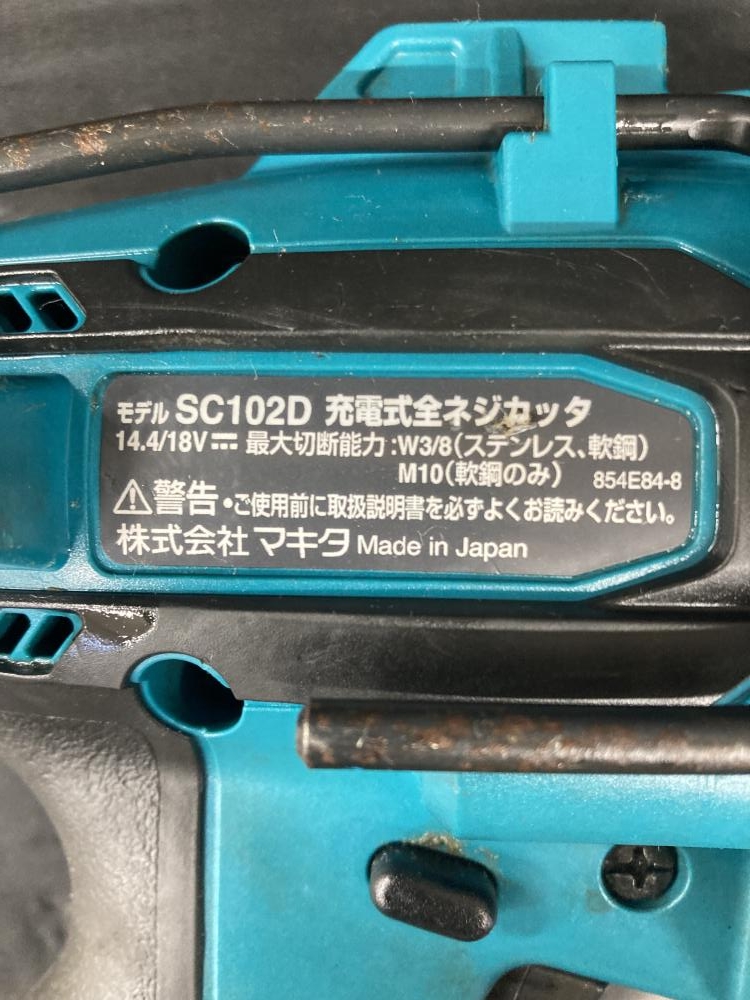 モデル SC102D 充電式全ネジカッタ
14.4/18V⎓ 最大切断能力:W3/8(ステンレス、軟鋼)
M10(軟鋼のみ) 854E84-8
⚠警告・ご使用前に取扱説明書を必ずよくお読みください。
株式会社 マキタ Made in Japan